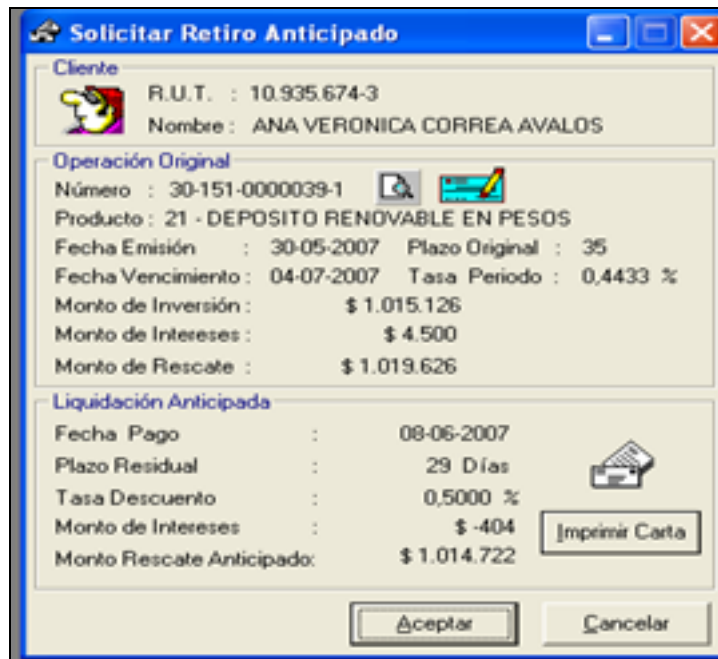 Solicitar Retiro Anticipado
Cliente
R.U.T. : 10.935.674-3
Nombre : ANA VERONICA CORREA AVALOS
Operación Original
Número : 30-151-0000039-1
Producto : 21 - DEPOSITO RENOVABLE EN PESOS
Fecha Emisión : 30-05-2007 Plazo Original : 35
Fecha Vencimiento : 04-07-2007 Tasa Periodo : 0,4433 %
Monto de Inversión : $ 1.015.126
Monto de Intereses : $ 4.500
Monto de Rescate : $ 1.019.626
Liquidación Anticipada
Fecha Pago : 08-06-2007
Plazo Residual : 29 Días
Tasa Descuento : 0,5000 %
Monto de Intereses : $ -404
Monto Rescate Anticipado: $ 1.014.722
Imprimir Carta
Aceptar Cancelar